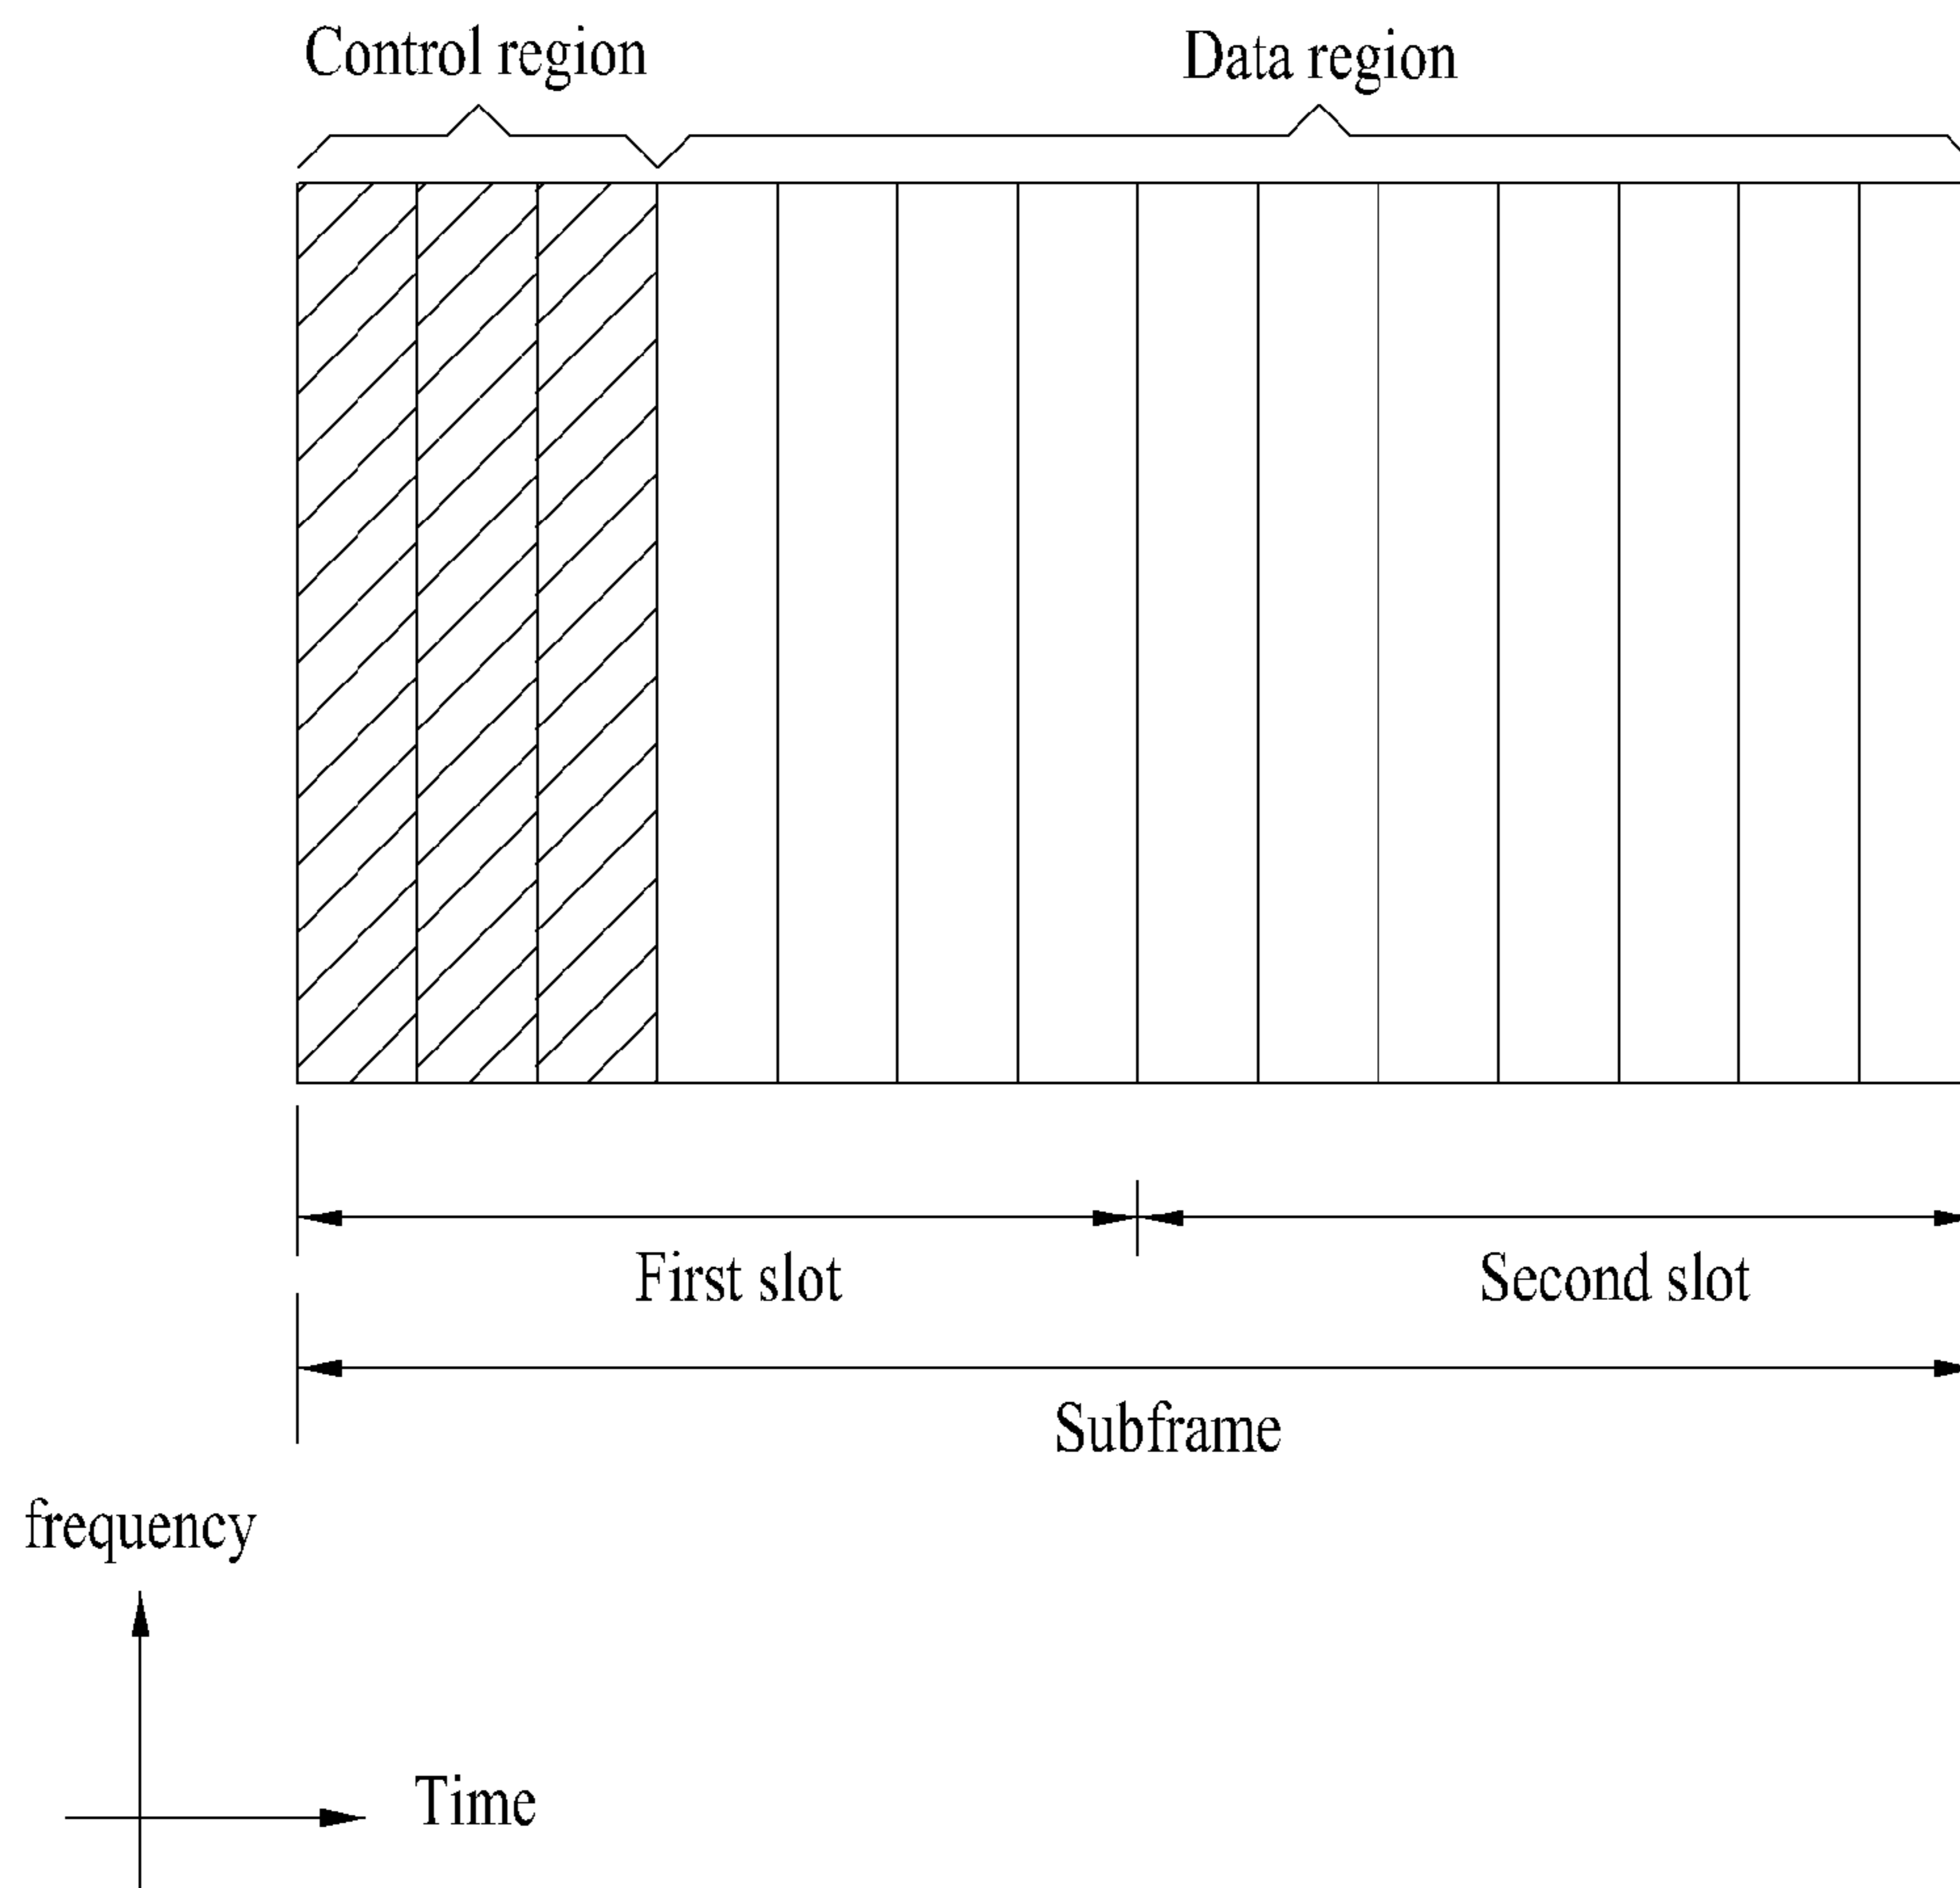 Control region
Data region
First slot
Second slot
Subframe
frequency
Time